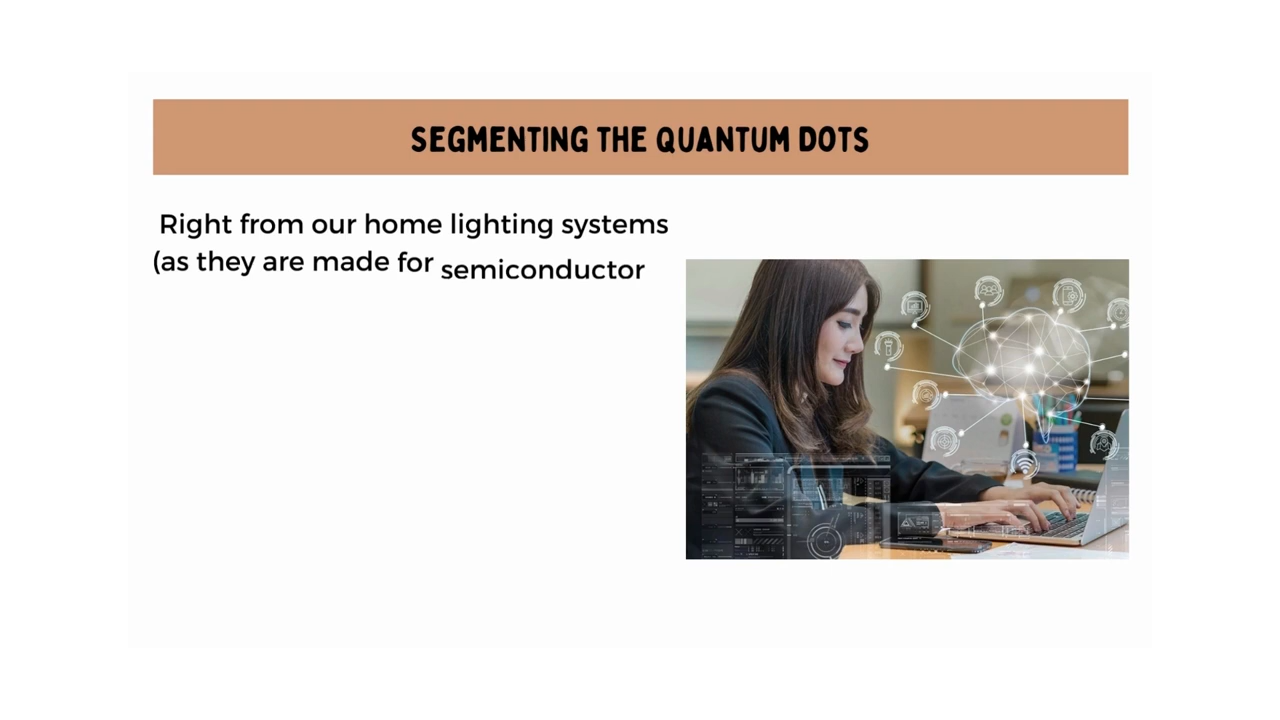 SEGMENTING THE QUANTUM DOTS
Right from our home lighting systems
(as they are made for semiconductor